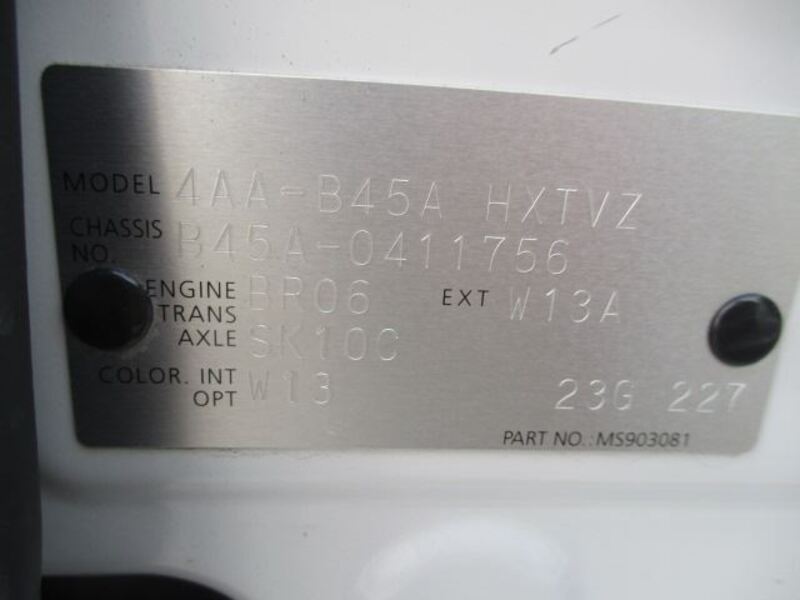 MODEL 4AA-B45A HXTVZ
CHASSIS NO. B45A-0411756
ENGINE BR06 EXT W13A
TRANS AXLE SK10C
COLOR. INT W13
OPT 23G 227
PART NO.: MS903081